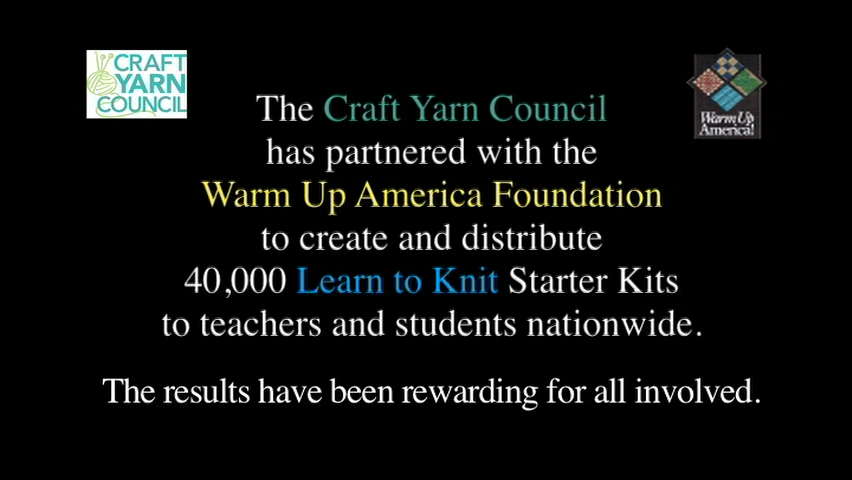 CRAFT
YARN
COUNCIL
Warm Up
America!
The Craft Yarn Council
has partnered with the
Warm Up America Foundation
to create and distribute
40,000 Learn to Knit Starter Kits
to teachers and students nationwide.
The results have been rewarding for all involved.